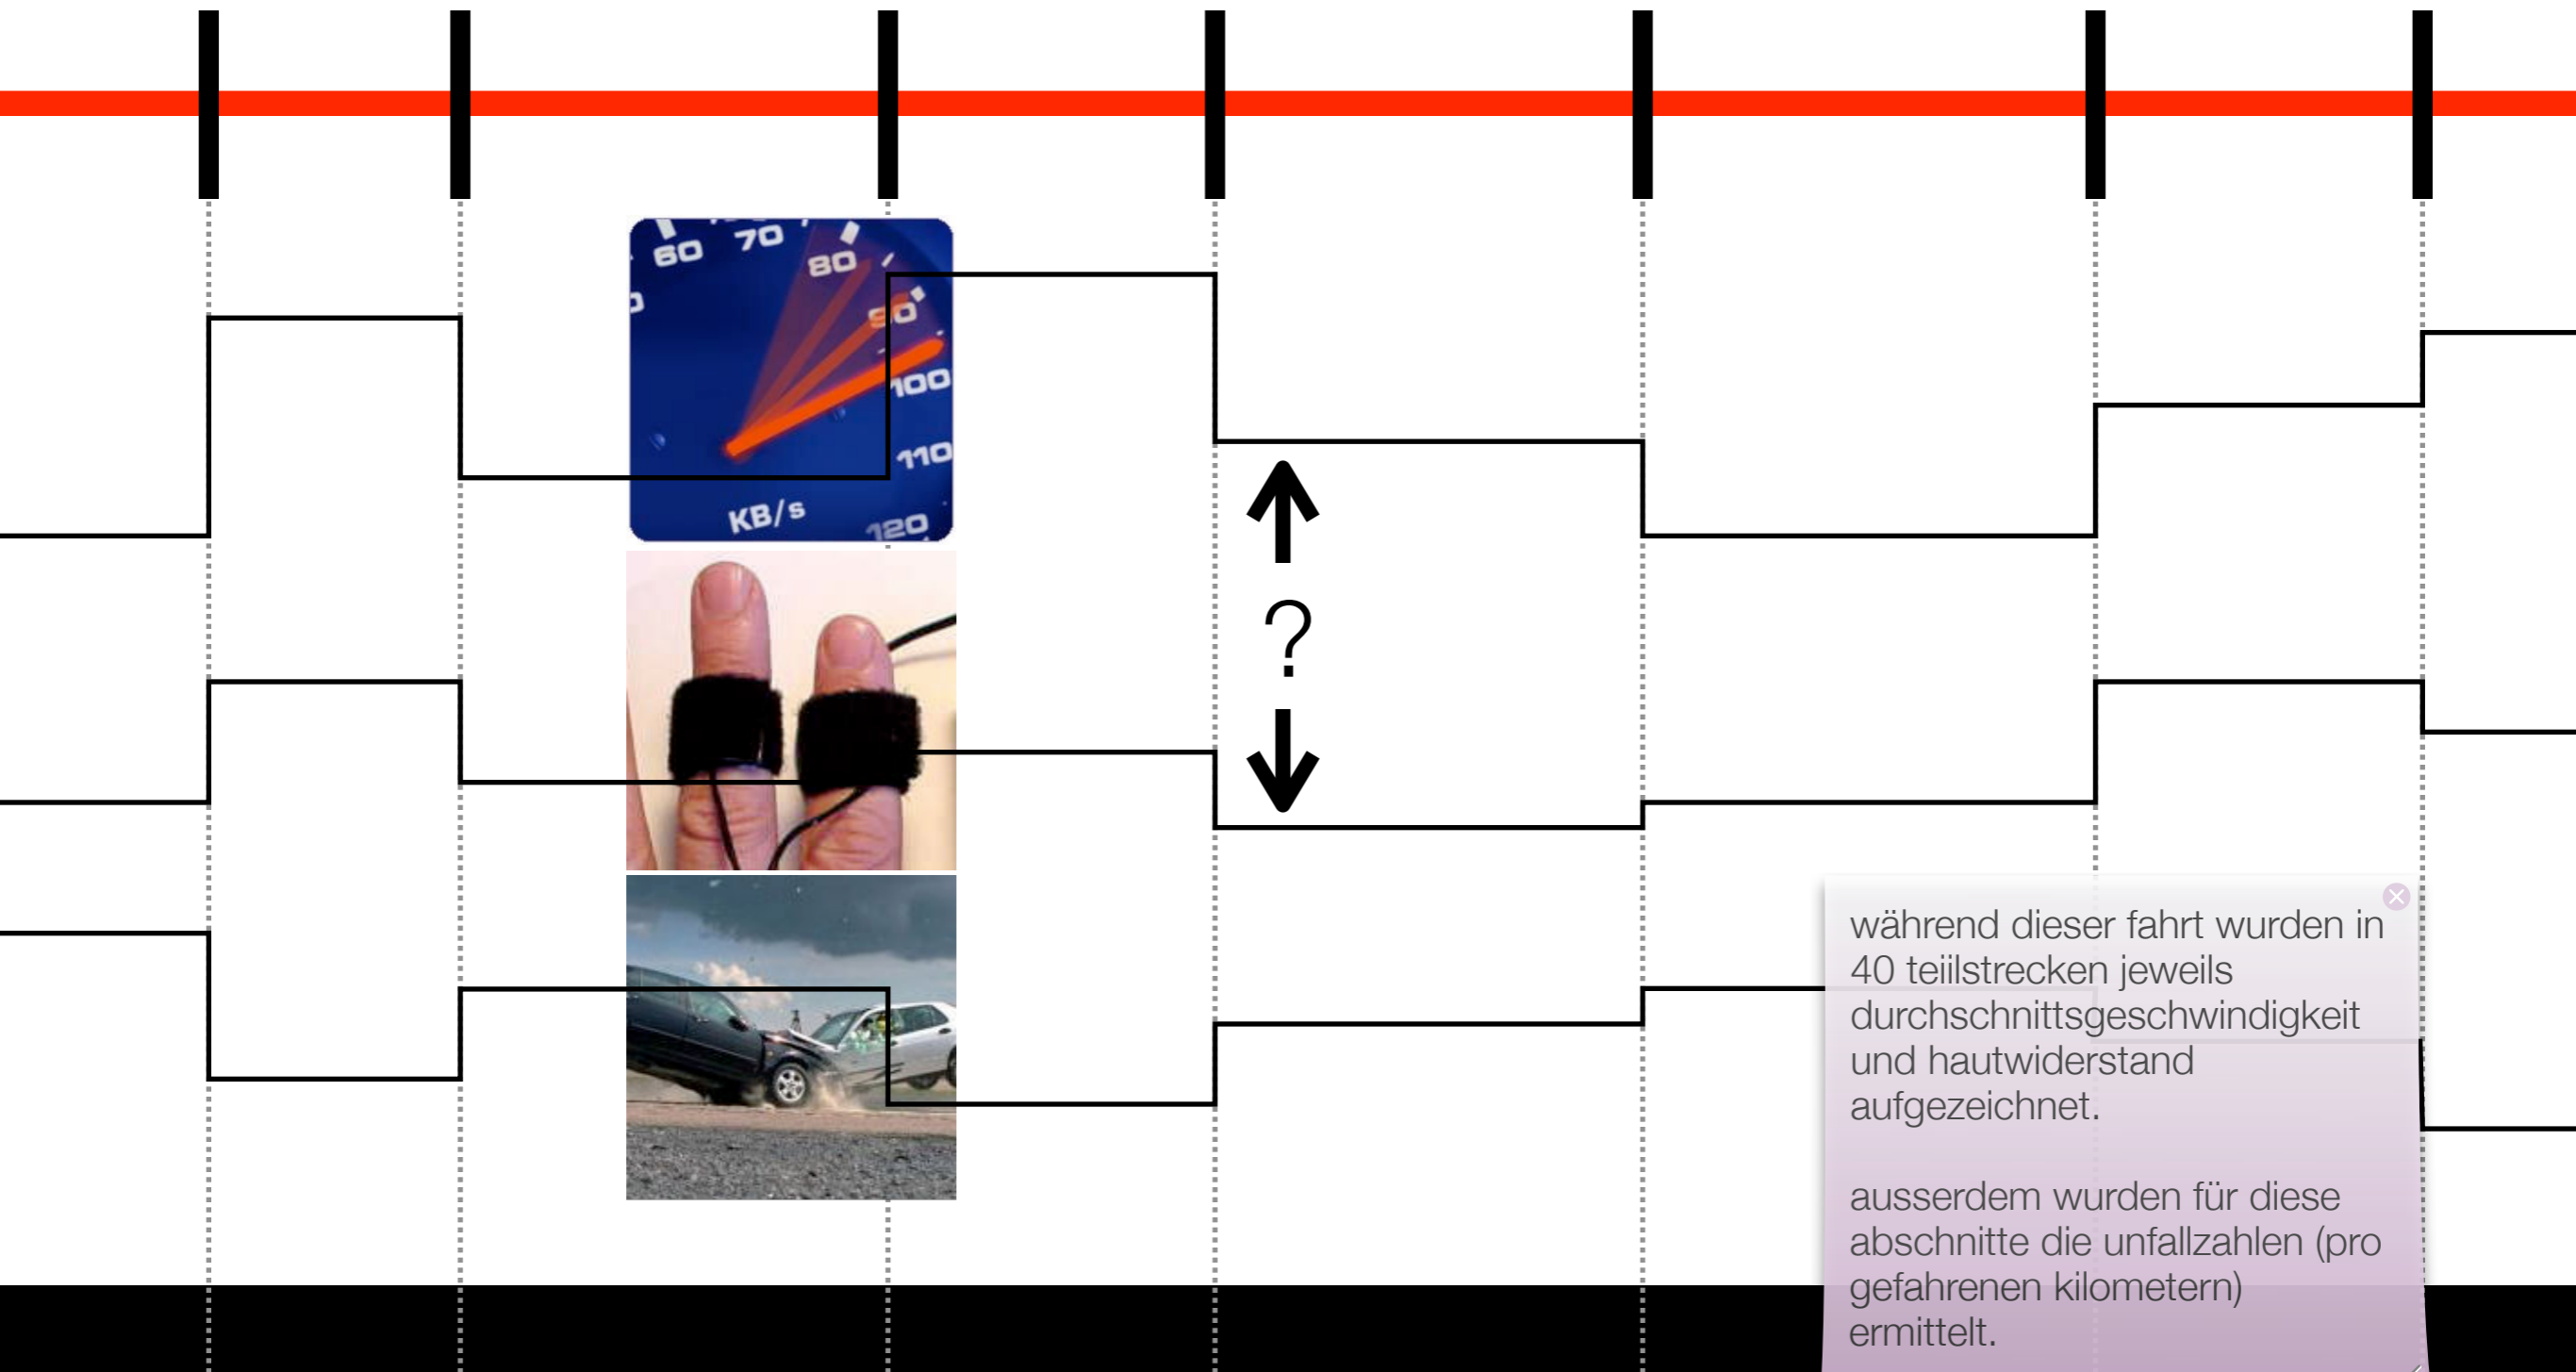 60
70
80
90
100
110
KB/s
120
?
während dieser fahrt wurden in
40 teiilstrecken jeweils
durchschnittsgeschwindigkeit
und hautwiderstand
aufgezeichnet.
ausserdem wurden für diese
abschnitte die unfallzahlen (pro
gefahrenen kilometern)
ermittelt.